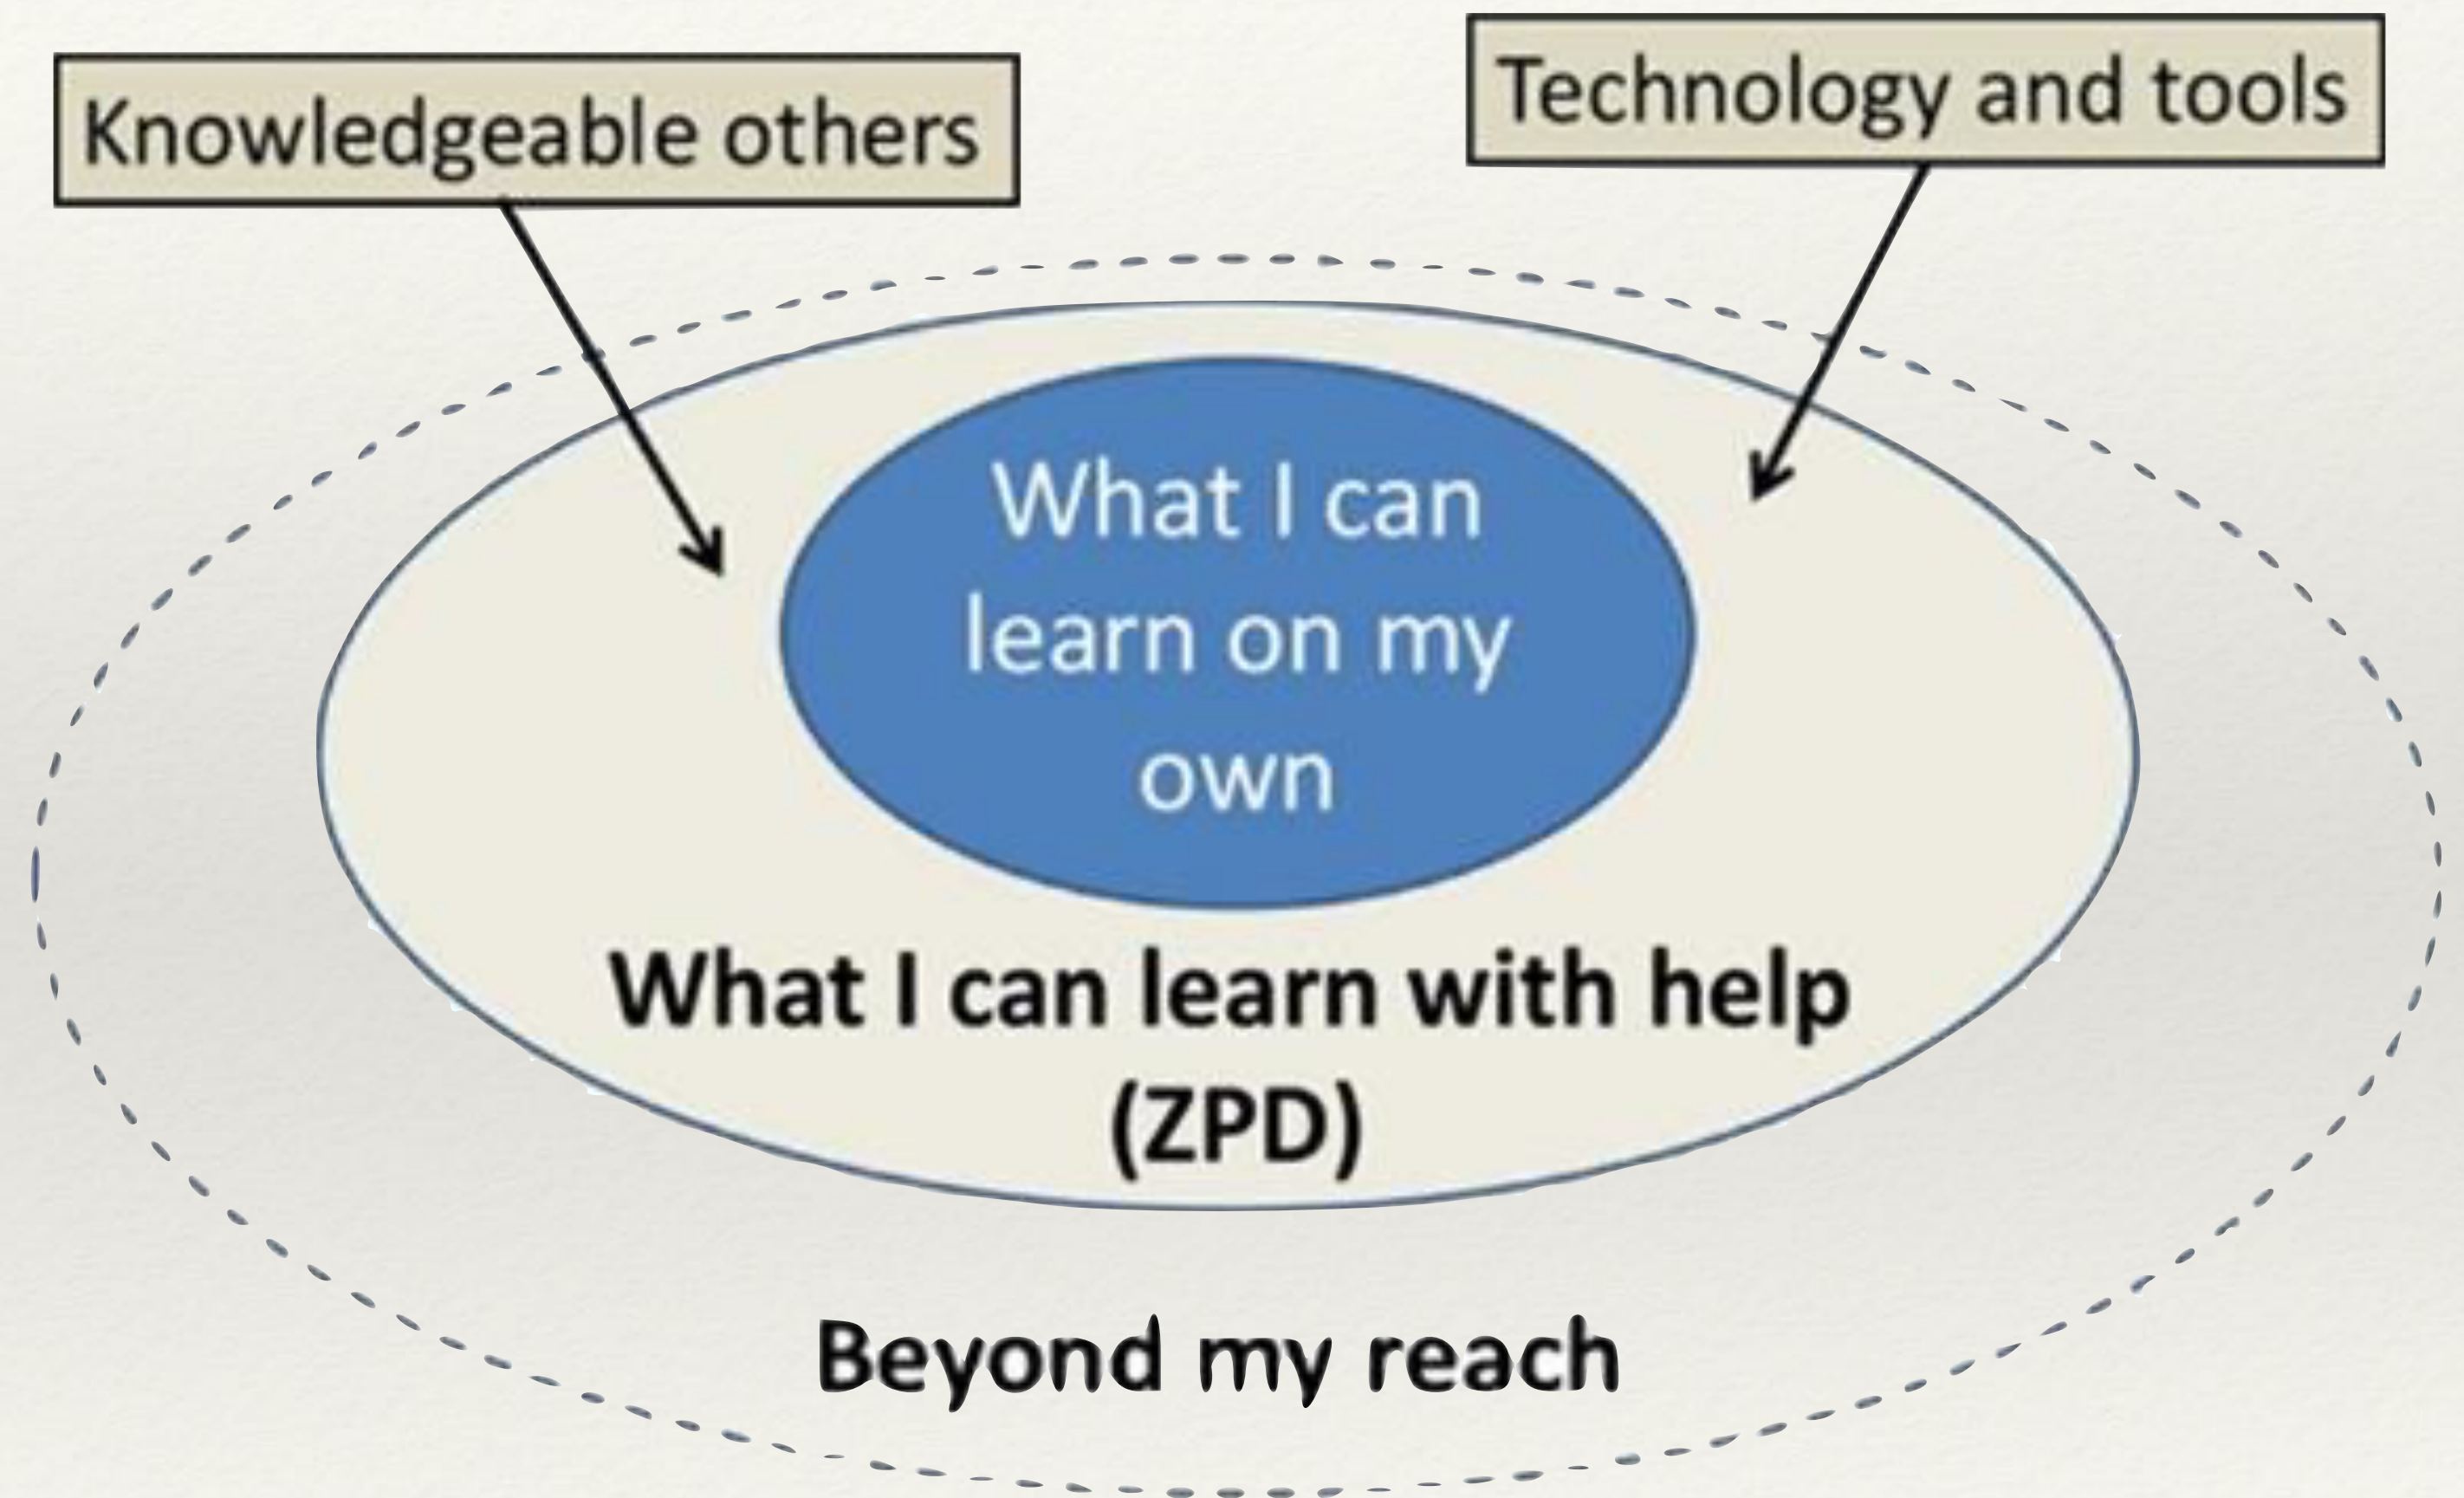 Knowledgeable others
Technology and tools
What I can
learn on my
own
What I can learn with help
(ZPD)
Beyond my reach